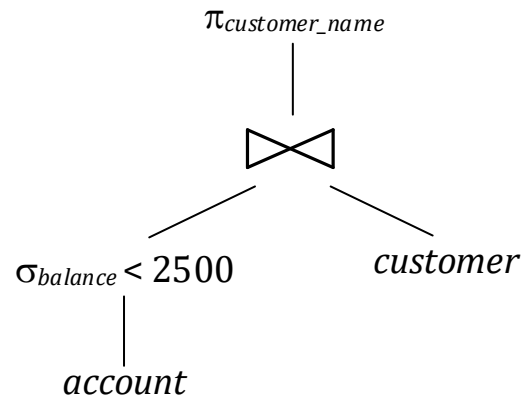 πcustomer_name
⋈
σbalance < 2500
customer
account